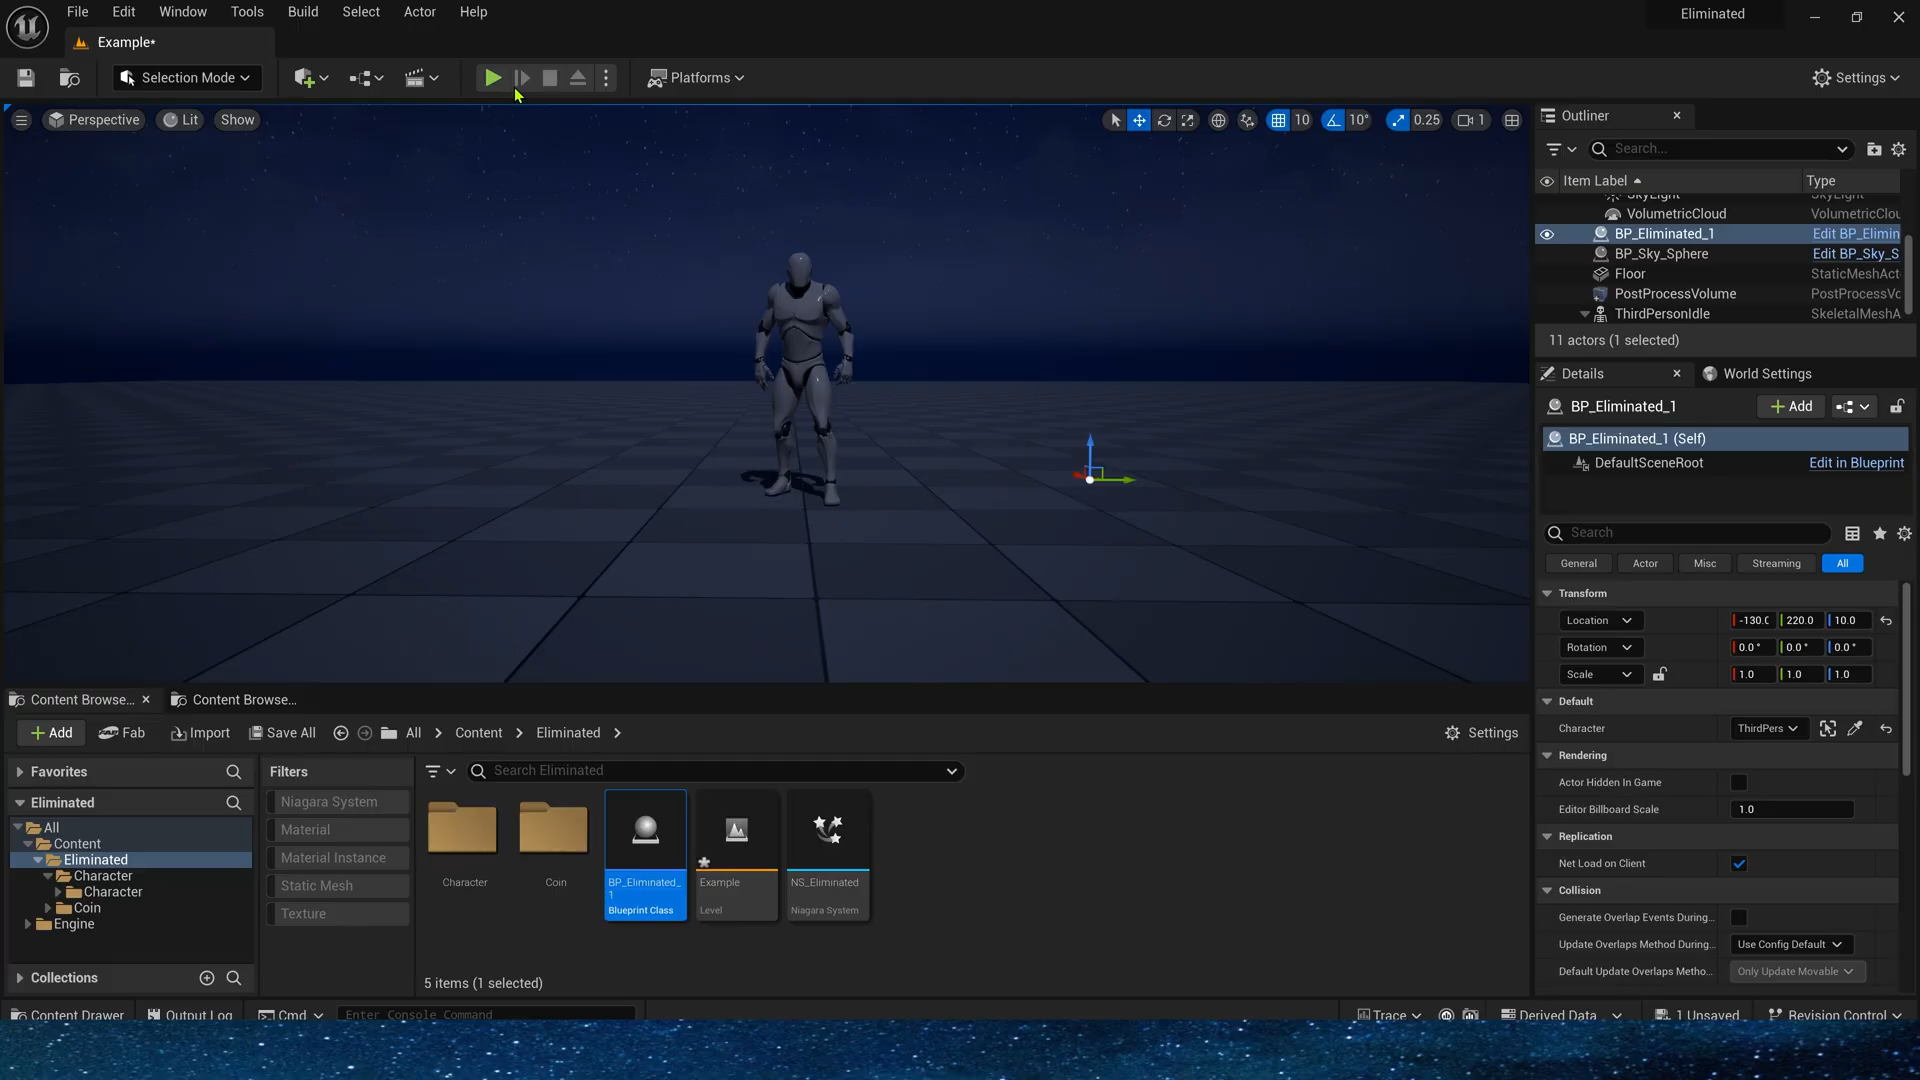 File Edit Window Tools Build Select Actor Help
Eliminated
Example*
Selection Mode
Platforms
Settings
Perspective Lit Show
10 10° 0.25 1
Outliner
Search...
Item Label Type
SkyLight
VolumetricCloud VolumetricClou
BP_Eliminated_1 Edit BP_Elimin
BP_Sky_Sphere Edit BP_Sky_S
Floor StaticMeshAct
PostProcessVolume PostProcessVo
ThirdPersonIdle SkeletalMeshA
11 actors (1 selected)
Details World Settings
BP_Eliminated_1 Add
BP_Eliminated_1 (Self)
DefaultSceneRoot Edit in Blueprint
Search
General Actor Misc Streaming All
Transform
Location -130.0 220.0 10.0
Rotation 0.0 ° 0.0 ° 0.0 °
Scale 1.0 1.0 1.0
Default
Character ThirdPers
Rendering
Actor Hidden In Game
Editor Billboard Scale 1.0
Replication
Net Load on Client
Collision
Generate Overlap Events During...
Update Overlaps Method During... Use Config Default
Default Update Overlaps Metho... Only Update Movable
Content Browse... Content Browse...
Add Fab Import Save All All Content Eliminated Settings
Favorites
Eliminated
All
Content
Eliminated
Character
Character
Coin
Engine
Collections
Filters
Niagara System
Material
Material Instance
Static Mesh
Texture
Search Eliminated
Character
Coin
BP_Eliminated_
1
Blueprint Class
Example
Level
NS_Eliminated
Niagara System
5 items (1 selected)
Content Drawer Output Log Cmd Enter Console Command Trace Derived Data 1 Unsaved Revision Control